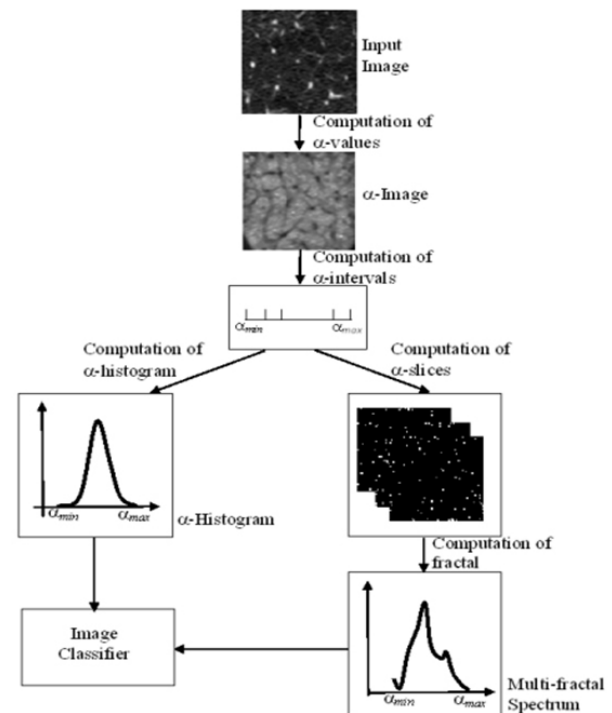 Input
Image
Computation of
α-values
α-Image
Computation of
α-intervals
αmin
αmax
Computation of
α-histogram
Computation of
α-slices
αmin
αmax
α-Histogram
Computation of
fractal
Image
Classifier
αmin
αmax
Multi-fractal
Spectrum